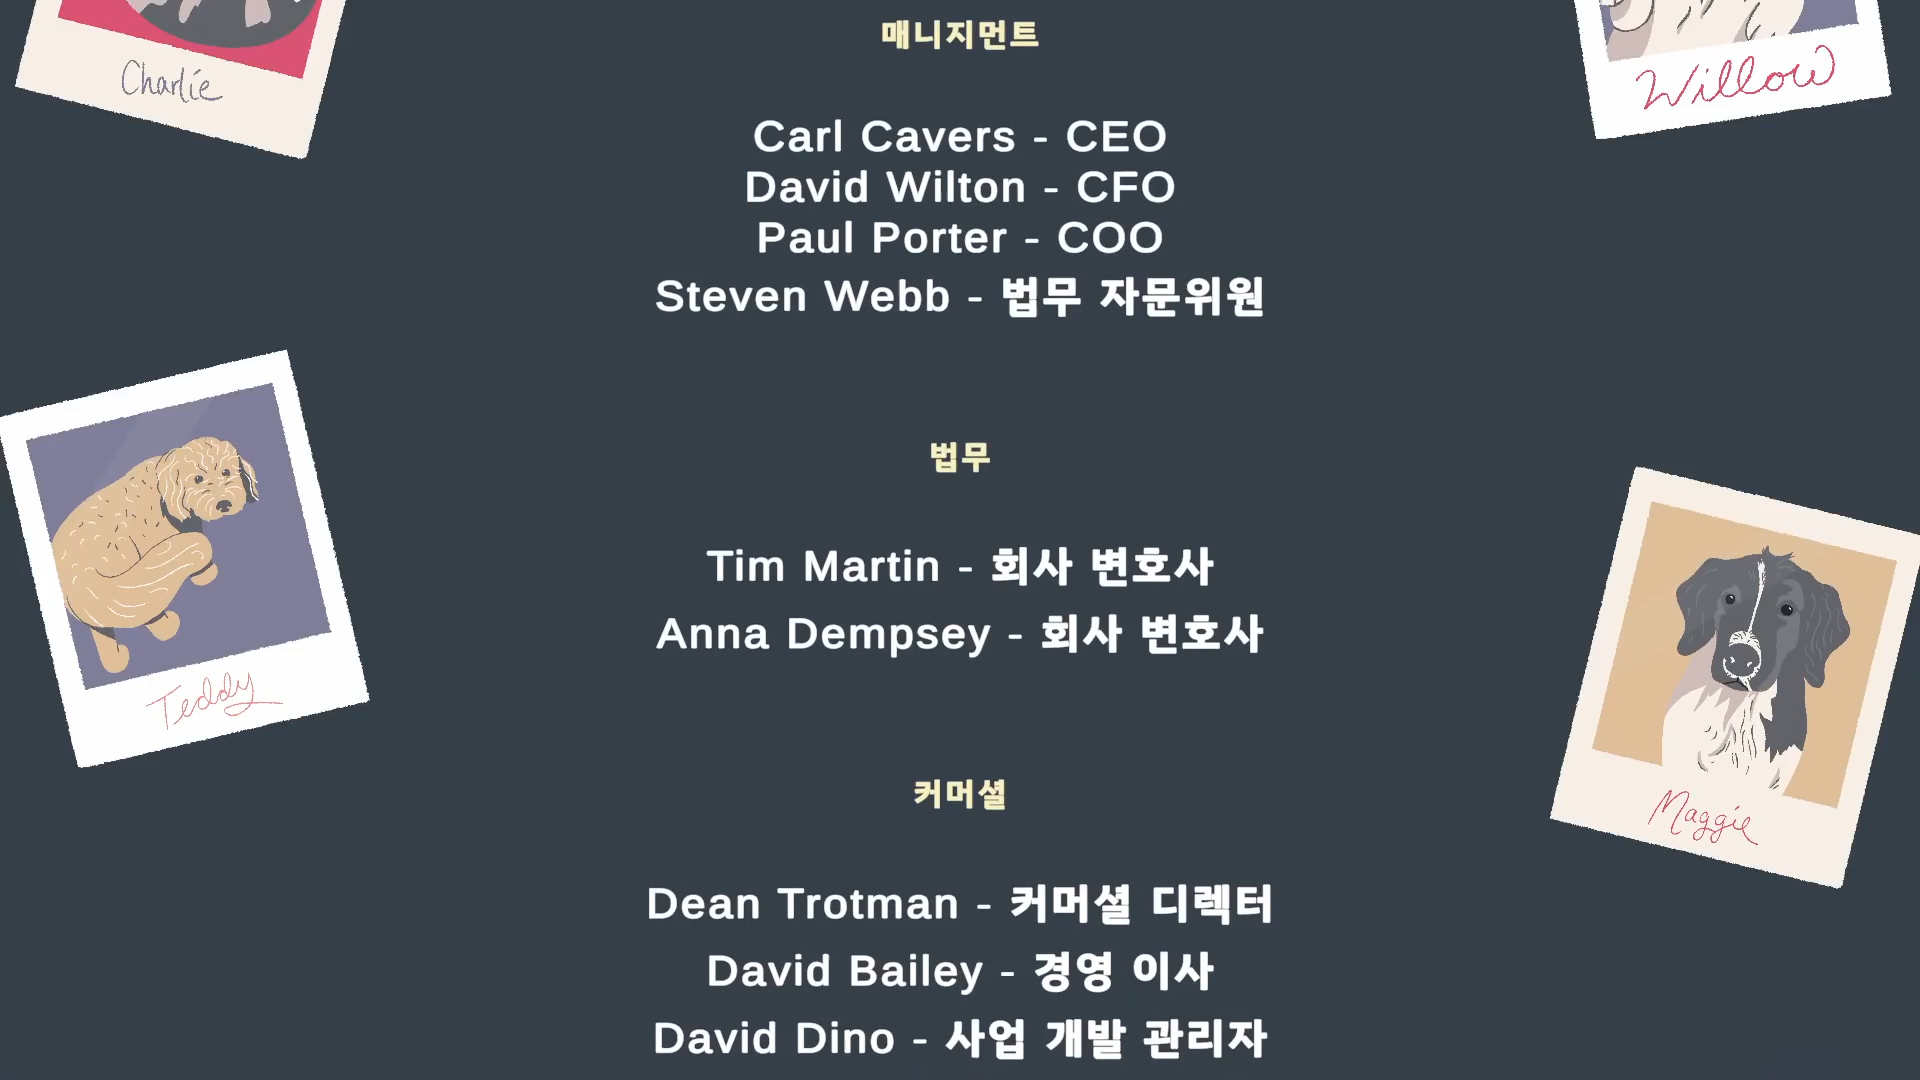 매니지먼트
Charlie
Willow
Carl Cavers - CEO
David Wilton - CFO
Paul Porter - COO
Steven Webb - 법무 자문위원
법무
Tim Martin - 회사 변호사
Anna Dempsey - 회사 변호사
Teddy
커머셜
Maggie
Dean Trotman - 커머셜 디렉터
David Bailey - 경영 이사
David Dino - 사업 개발 관리자